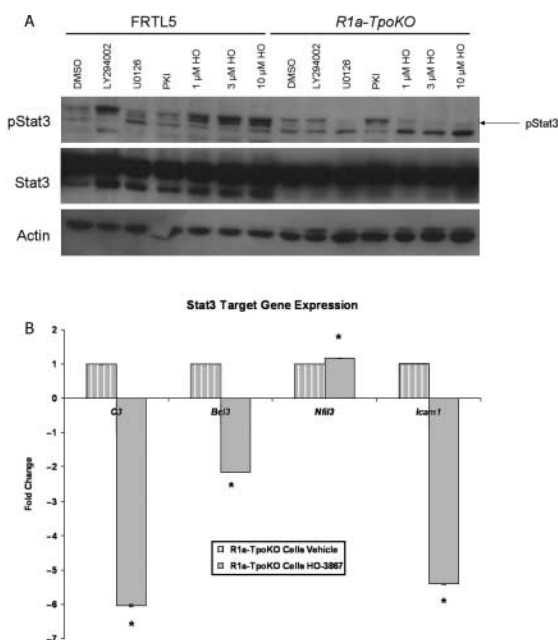 A
FRTL5
R1a-TpoKO
DMSO
LY294002
U0126
PKI
1 µM HO
3 µM HO
10 µM HO
DMSO
LY294002
U0126
PKI
1 µM HO
3 µM HO
10 µM HO
pStat3
pStat3
Stat3
Actin
B
Stat3 Target Gene Expression
*
2
1
0
-1
-2
-3
-4
-5
-6
-7
C3
Bcl3
Nfil3
Icam1
Fold Change
*
*
*
R1a-TpoKO Cells Vehicle
R1a-TpoKO Cells HO-3867